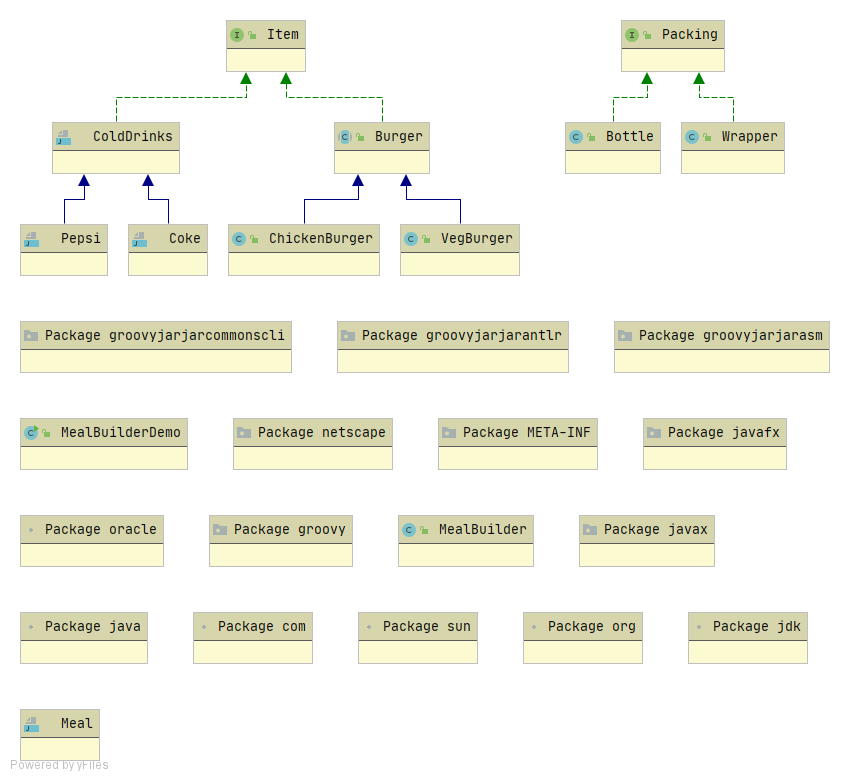 Item
Packing
ColdDrinks
Burger
Bottle
Wrapper
Pepsi
Coke
ChickenBurger
VegBurger
Package groovyjarjarcommonscli
Package groovyjarjarantlr
Package groovyjarjarasm
MealBuilderDemo
Package netscape
Package META-INF
Package javafx
Package oracle
Package groovy
MealBuilder
Package javax
Package java
Package com
Package sun
Package org
Package jdk
Meal
Powered by yFiles